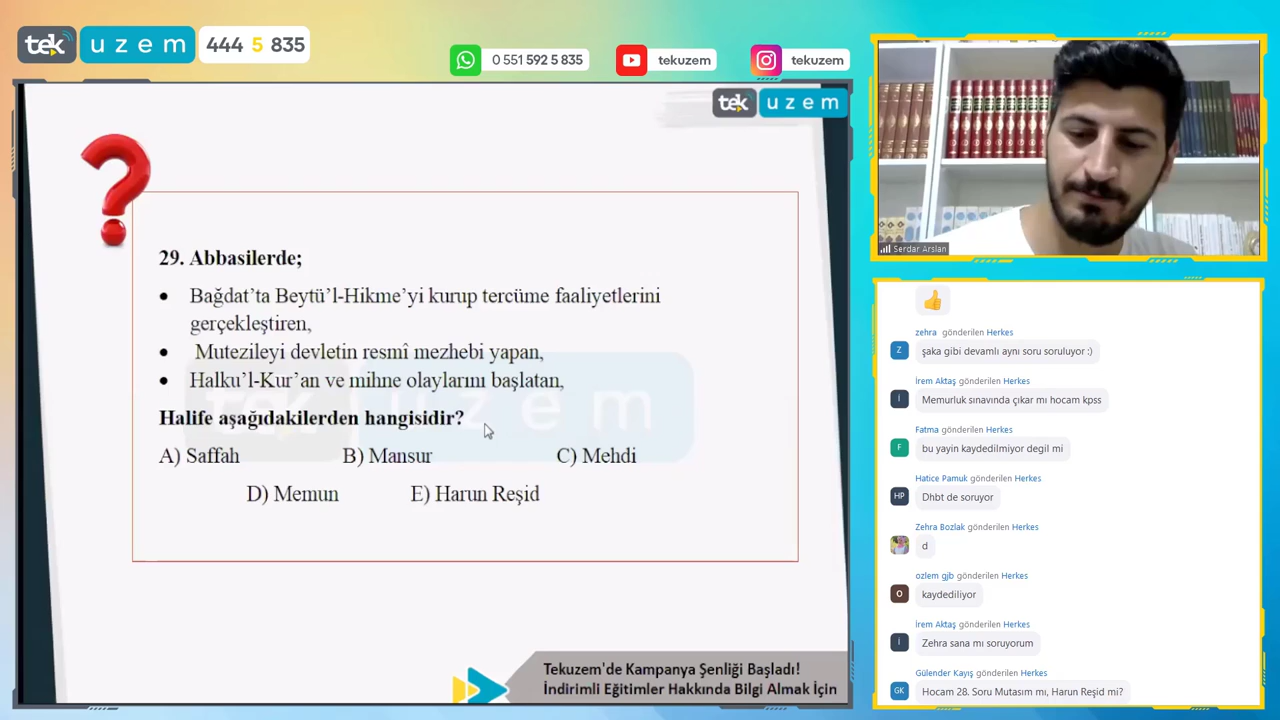 tek uzem 444 5 835
0 551 592 5 835
tekuzem
tekuzem
tek uzem
29. Abbasilerde;
• Bağdat’ta Beytü’l-Hikme’yi kurup tercüme faaliyetlerini
gerçekleştiren,
• Mutezileyi devletin resmî mezhebi yapan,
• Halku’l-Kur’an ve mihne olaylarını başlatan,
Halife aşağıdakilerden hangisidir?
A) Saffah B) Mansur C) Mehdi
D) Memun E) Harun Reşid
uzem
Tekuzem'de Kampanya Şenliği Başladı!
İndirimli Eğitimler Hakkında Bilgi Almak İçin
Serdar Arslan
zehra gönderilen Herkes
Z şaka gibi devamlı aynı soru soruluyor :)
İrem Aktaş gönderilen Herkes
İ Memurluk sınavında çıkar mı hocam kpss
Fatma gönderilen Herkes
F bu yayin kaydedilmiyor degil mi
Hatice Pamuk gönderilen Herkes
HP Dhbt de soruyor
Zehra Bozlak gönderilen Herkes
d
ozlem gjb gönderilen Herkes
O kaydediliyor
İrem Aktaş gönderilen Herkes
İ Zehra sana mı soruyorum
Gülender Kayış gönderilen Herkes
GK Hocam 28. Soru Mutasım mı, Harun Reşid mi?